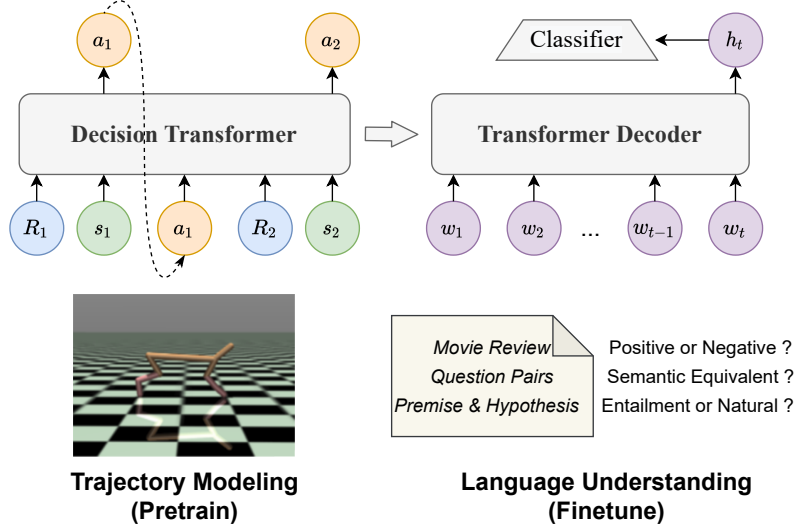 a₁
a₂
Classifier
hₜ
Decision Transformer
Transformer Decoder
R₁ s₁ a₁ R₂ s₂
w₁ w₂ ... wₜ₋₁ wₜ
Movie Review Positive or Negative ?
Question Pairs Semantic Equivalent ?
Premise & Hypothesis Entailment or Natural ?
Trajectory Modeling
(Pretrain)
Language Understanding
(Finetune)